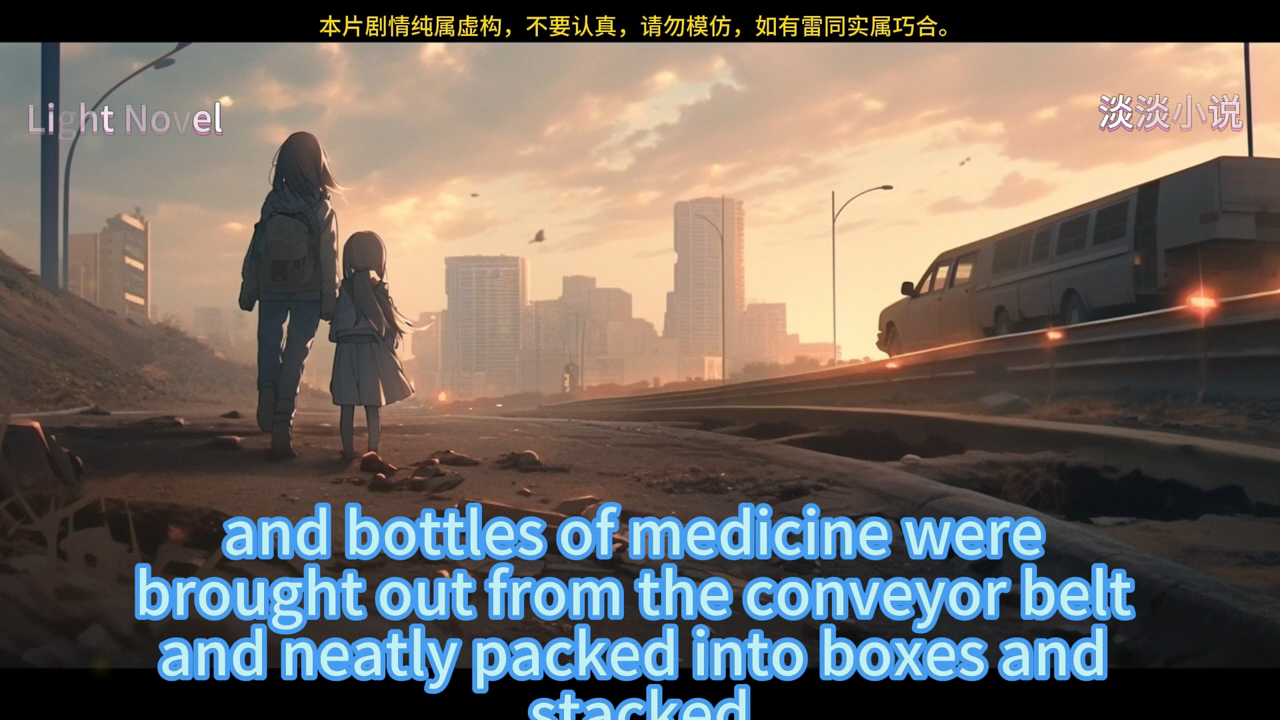 本片剧情纯属虚构，不要认真，请勿模仿，如有雷同实属巧合。
Light Novel
淡淡小说
and bottles of medicine were
brought out from the conveyor belt
and neatly packed into boxes and
stacked